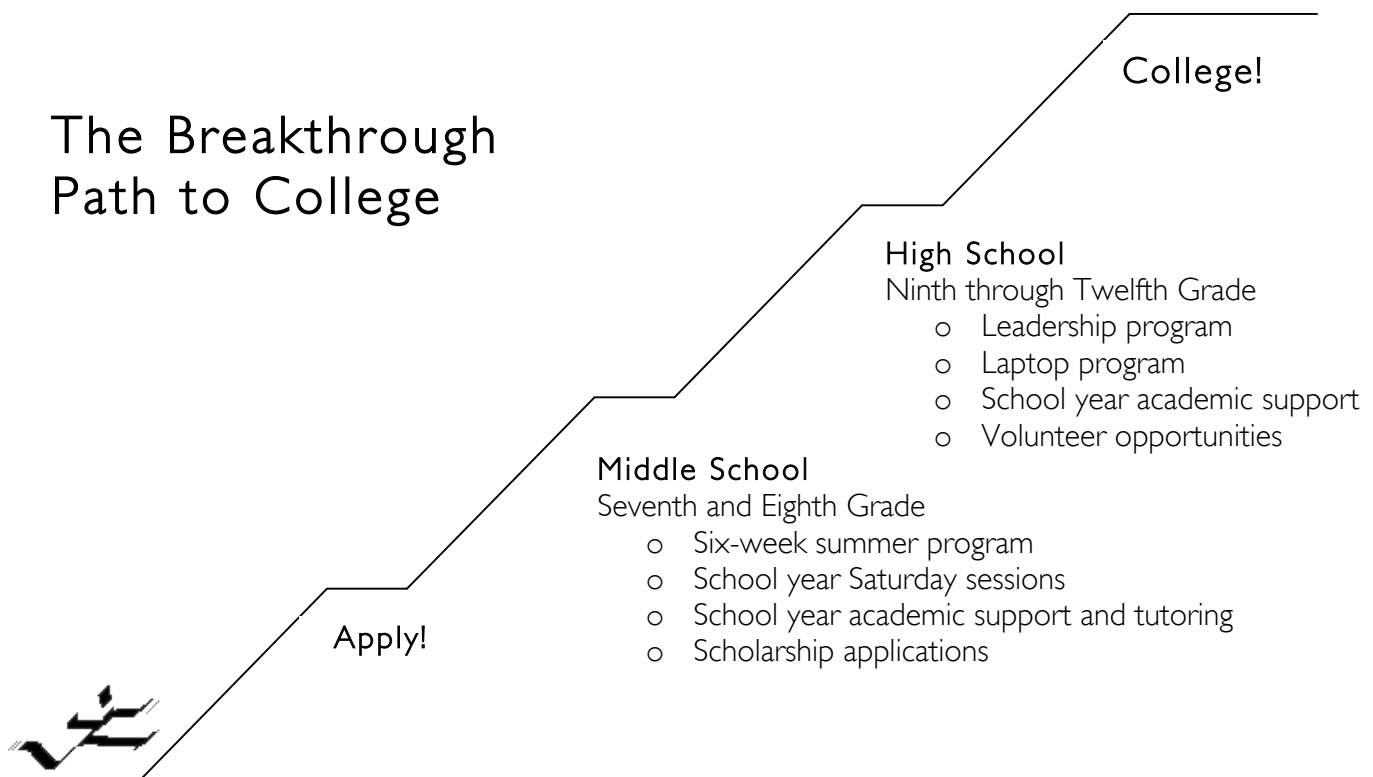 The Breakthrough
Path to College
College!
High School
Ninth through Twelfth Grade
o Leadership program
o Laptop program
o School year academic support
o Volunteer opportunities
Middle School
Seventh and Eighth Grade
o Six-week summer program
o School year Saturday sessions
o School year academic support and tutoring
o Scholarship applications
Apply!